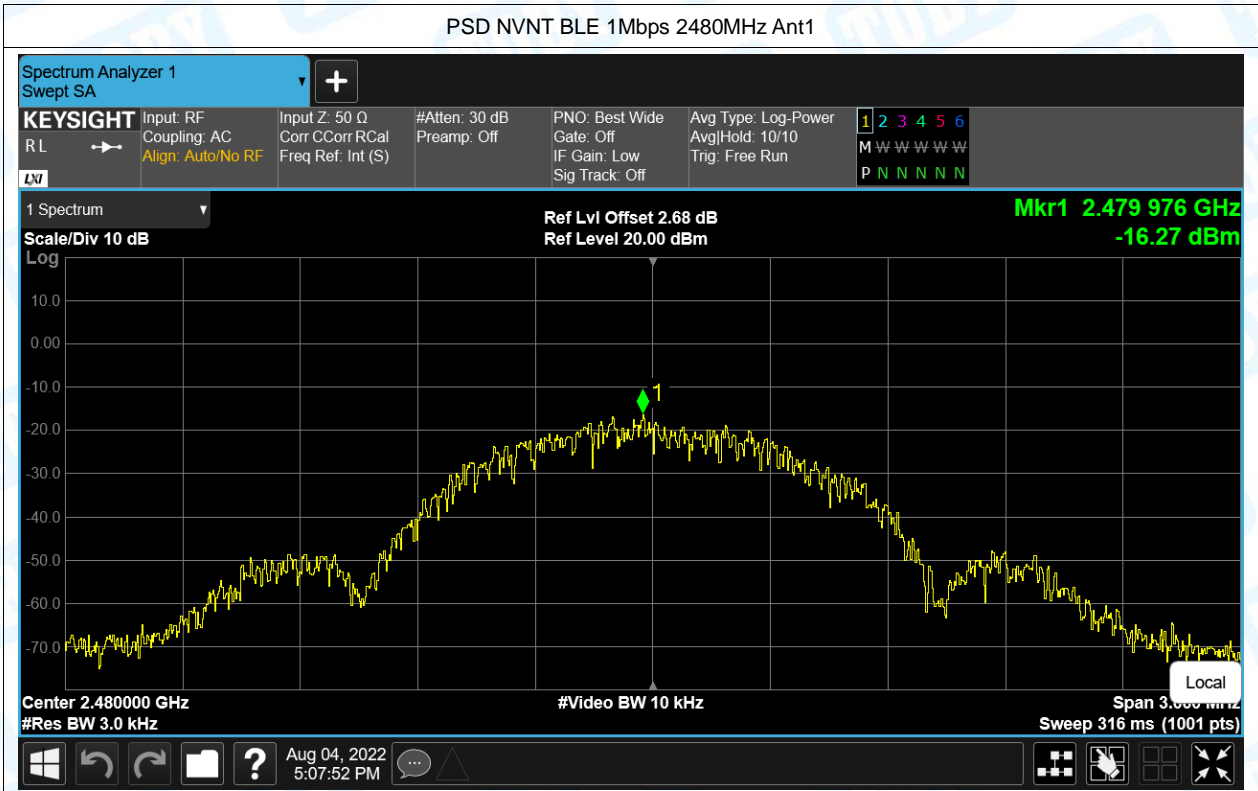 PSD NVNT BLE 1Mbps 2480MHz Ant1
Spectrum Analyzer 1
Swept SA
KEYSIGHT
R L
LXI
Input: RF
Coupling: AC
Align: Auto/No RF
Input Z: 50 Ω
Corr CCorr RCal
Freq Ref: Int (S)
#Atten: 30 dB
Preamp: Off
PNO: Best Wide
Gate: Off
IF Gain: Low
Sig Track: Off
Avg Type: Log-Power
Avg|Hold: 10/10
Trig: Free Run
1 2 3 4 5 6
M W W W W W
P N N N N N
1 Spectrum
Scale/Div 10 dB
Ref Lvl Offset 2.68 dB
Ref Level 20.00 dBm
Mkr1 2.479 976 GHz
-16.27 dBm
Log
10.0
0.00
-10.0
-20.0
-30.0
-40.0
-50.0
-60.0
-70.0
1
Center 2.480000 GHz
#Res BW 3.0 kHz
#Video BW 10 kHz
Local
Span
Sweep 316 ms (1001 pts)
?
Aug 04, 2022
5:07:52 PM